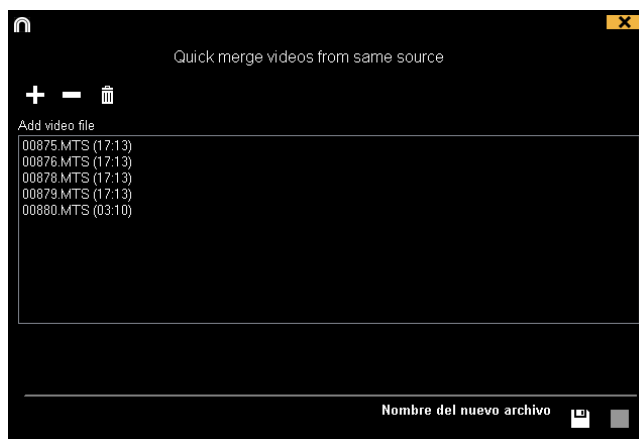 Quick merge videos from same source
Add video file
00875.MTS (17:13)
00876.MTS (17:13)
00878.MTS (17:13)
00879.MTS (17:13)
00880.MTS (03:10)
Nombre del nuevo archivo